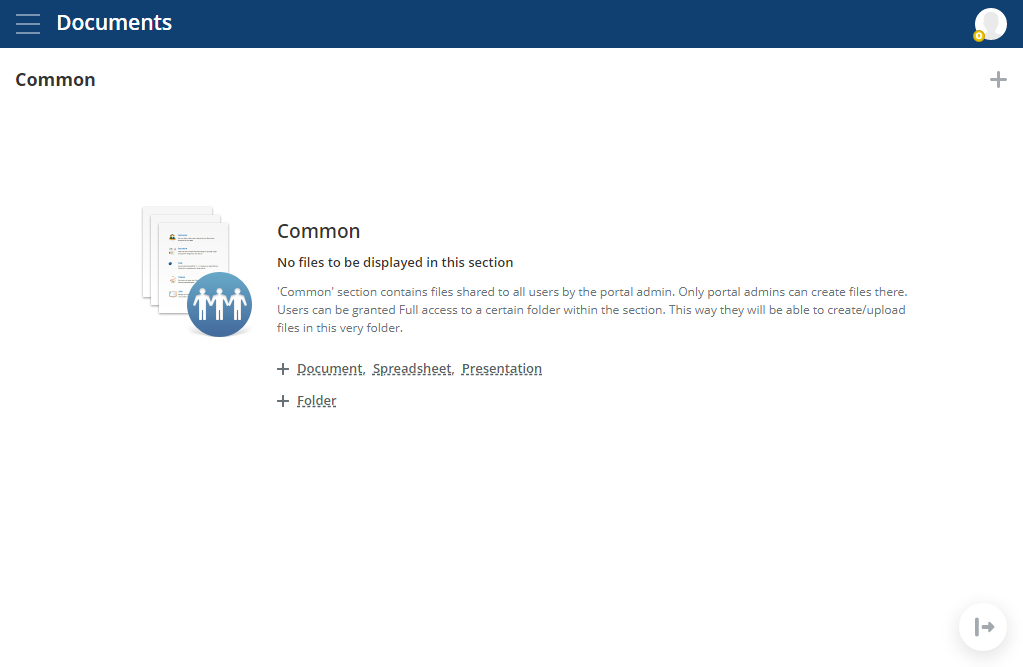 Documents
Common
Common
No files to be displayed in this section
'Common' section contains files shared to all users by the portal admin. Only portal admins can create files there.
Users can be granted Full access to a certain folder within the section. This way they will be able to create/upload
files in this very folder.
Document, Spreadsheet, Presentation
Folder